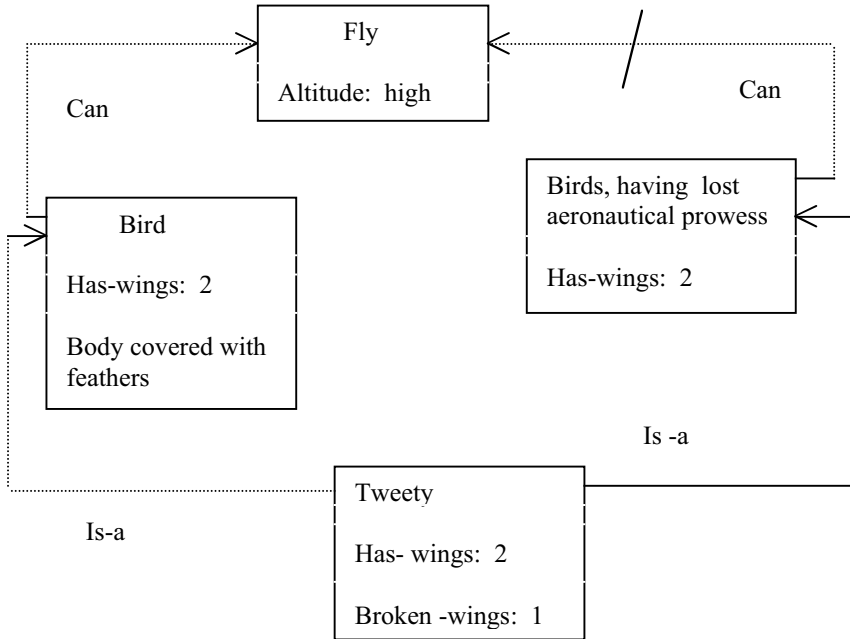 Fly
Altitude: high
Can
Can
Birds, having lost
aeronautical prowess
Has-wings: 2
Bird
Has-wings: 2
Body covered with
feathers
Is -a
Is-a
Tweety
Has- wings: 2
Broken -wings: 1